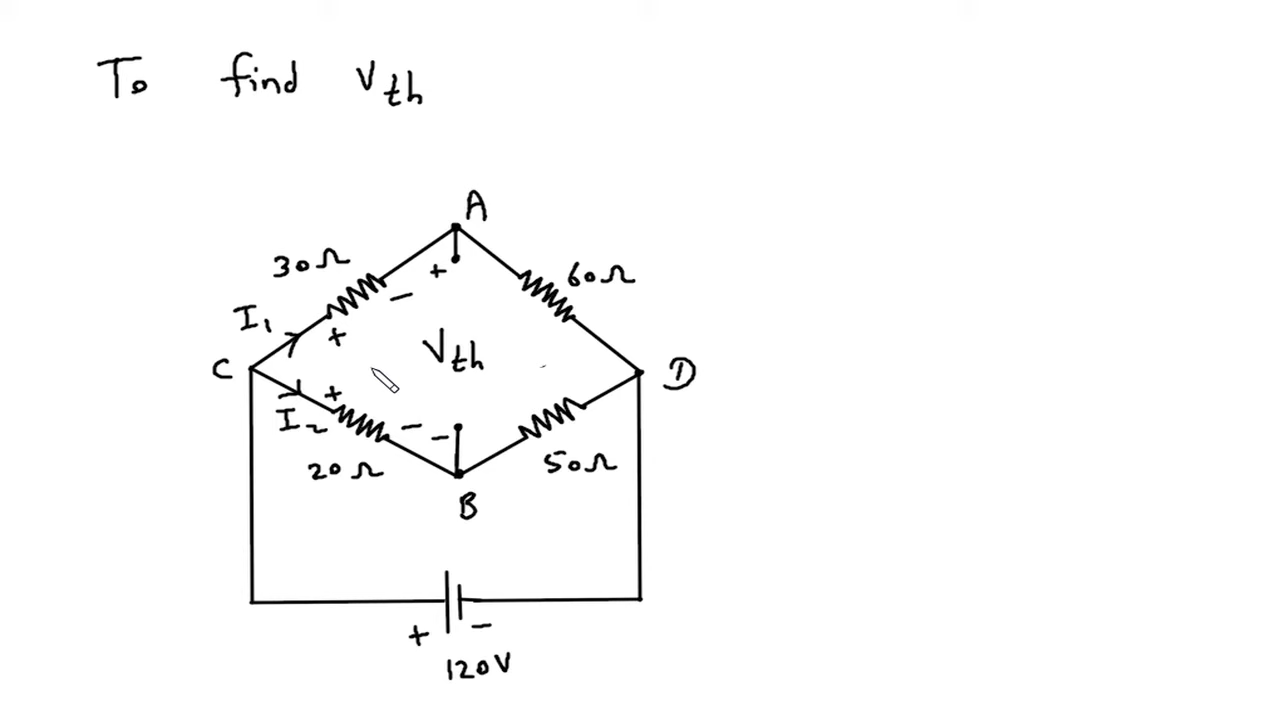 To find Vth
A
30Ω
60Ω
+
−
I1
+
Vth
C
D
+
I2
−
−
20Ω
50Ω
B
+
−
120V